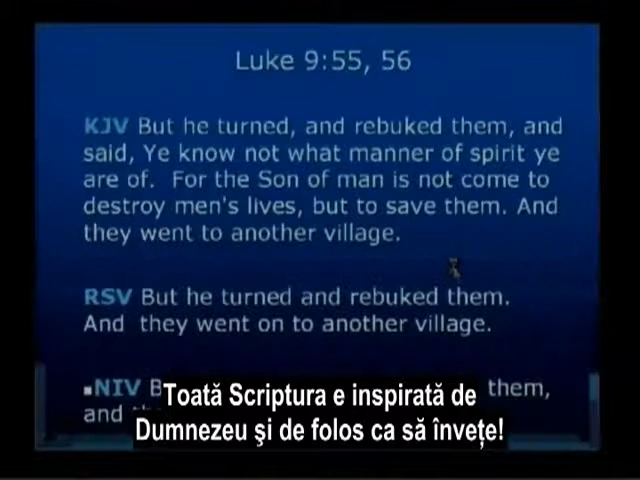 Luke 9:55, 56
KJV But he turned, and rebuked them, and
said, Ye know not what manner of spirit ye
are of. For the Son of man is not come to
destroy men's lives, but to save them. And
they went to another village.
RSV But he turned and rebuked them.
And they went on to another village.
▪NIV them,
and
Toată Scriptura e inspirată de
Dumnezeu şi de folos ca să înveţe!